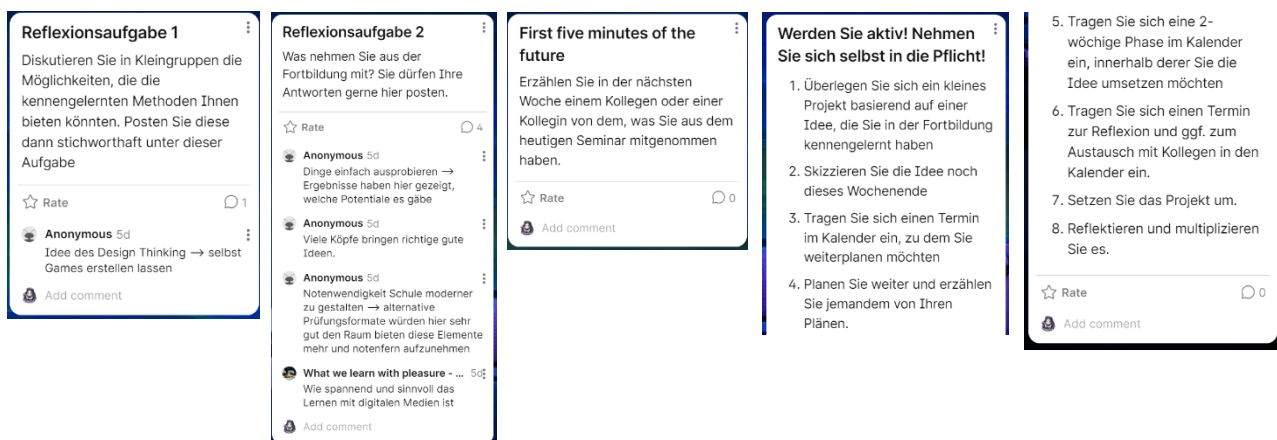 Reflexionsaufgabe 1
Diskutieren Sie in Kleingruppen die
Möglichkeiten, die die
kennengelernten Methoden Ihnen
bieten könnten. Posten Sie diese
dann stichworthaft unter dieser
Aufgabe
Rate
1
Anonymous 5d
Idee des Design Thinking → selbst
Games erstellen lassen
Add comment
Reflexionsaufgabe 2
Was nehmen Sie aus der
Fortbildung mit? Sie dürfen Ihre
Antworten gerne hier posten.
Rate
4
Anonymous 5d
Dinge einfach ausprobieren →
Ergebnisse haben hier gezeigt,
welche Potentiale es gäbe
Anonymous 5d
Viele Köpfe bringen richtige gute
Ideen.
Anonymous 5d
Notenwendigkeit Schule moderner
zu gestalten → alternative
Prüfungsformate würden hier sehr
gut den Raum bieten diese Elemente
mehr und notenfern aufzunehmen
What we learn with pleasure - ... 5d
Wie spannend und sinnvoll das
Lernen mit digitalen Medien ist
Add comment
First five minutes of the
future
Erzählen Sie in der nächsten
Woche einem Kollegen oder einer
Kollegin von dem, was Sie aus dem
heutigen Seminar mitgenommen
haben.
Rate
0
Add comment
Werden Sie aktiv! Nehmen
Sie sich selbst in die Pflicht!
1. Überlegen Sie sich ein kleines
Projekt basierend auf einer
Idee, die Sie in der Fortbildung
kennengelernt haben
2. Skizzieren Sie die Idee noch
dieses Wochenende
3. Tragen Sie sich einen Termin
im Kalender ein, zu dem Sie
weiterplanen möchten
4. Planen Sie weiter und erzählen
Sie jemandem von Ihren
Plänen.
5. Tragen Sie sich eine 2-
wöchige Phase im Kalender
ein, innerhalb derer Sie die
Idee umsetzen möchten
6. Tragen Sie sich einen Termin
zur Reflexion und ggf. zum
Austausch mit Kollegen in den
Kalender ein.
7. Setzen Sie das Projekt um.
8. Reflektieren und multiplizieren
Sie es.
Rate
0
Add comment